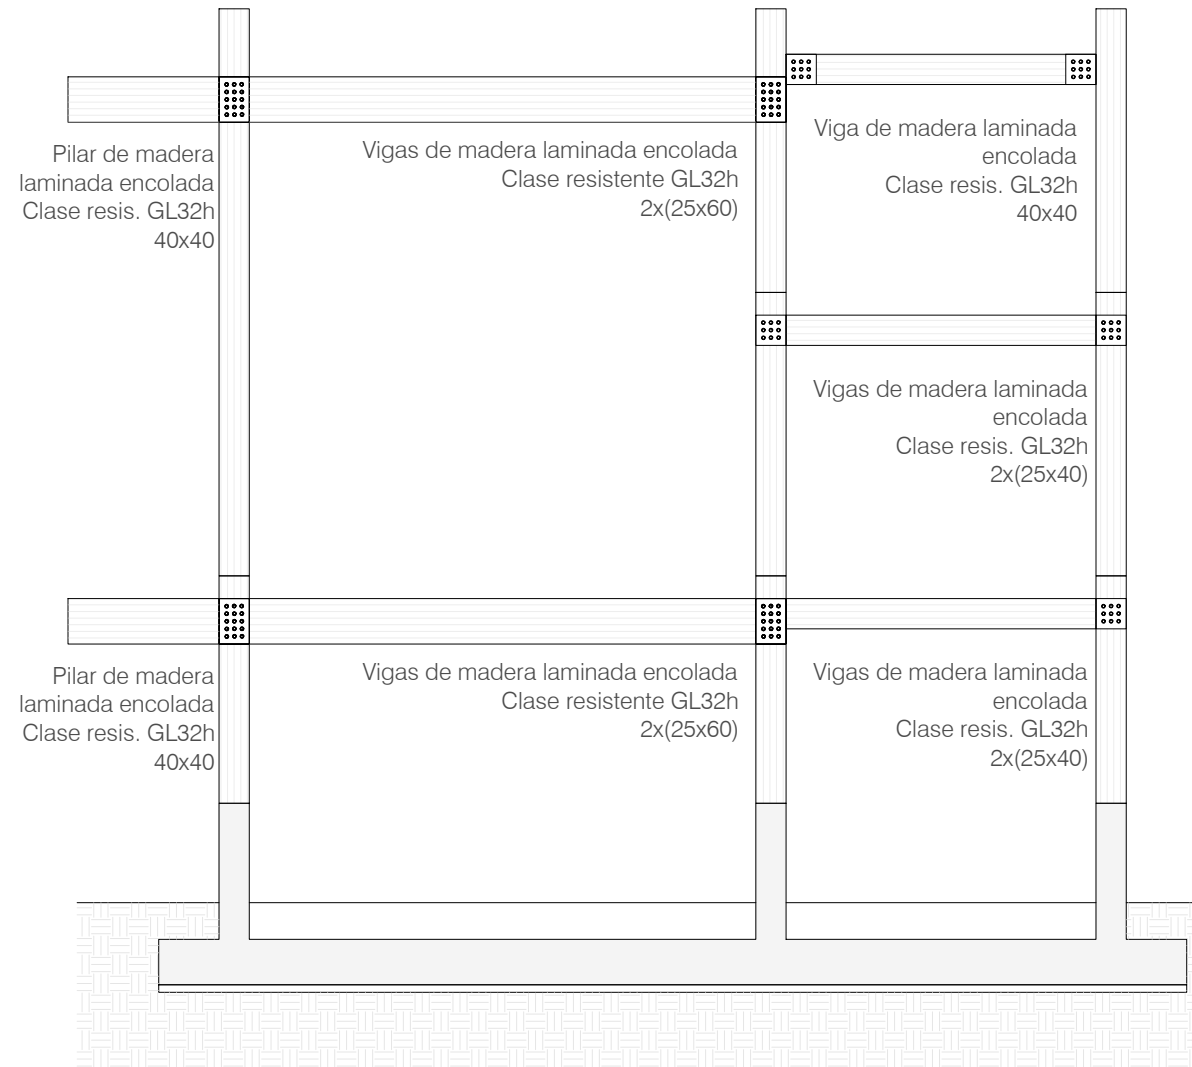 Pilar de madera
laminada encolada
Clase resis. GL32h
40x40
Vigas de madera laminada encolada
Clase resistente GL32h
2x(25x60)
Viga de madera laminada
encolada
Clase resis. GL32h
40x40
Vigas de madera laminada
encolada
Clase resis. GL32h
2x(25x40)
Pilar de madera
laminada encolada
Clase resis. GL32h
40x40
Vigas de madera laminada encolada
Clase resistente GL32h
2x(25x60)
Vigas de madera laminada
encolada
Clase resis. GL32h
2x(25x40)